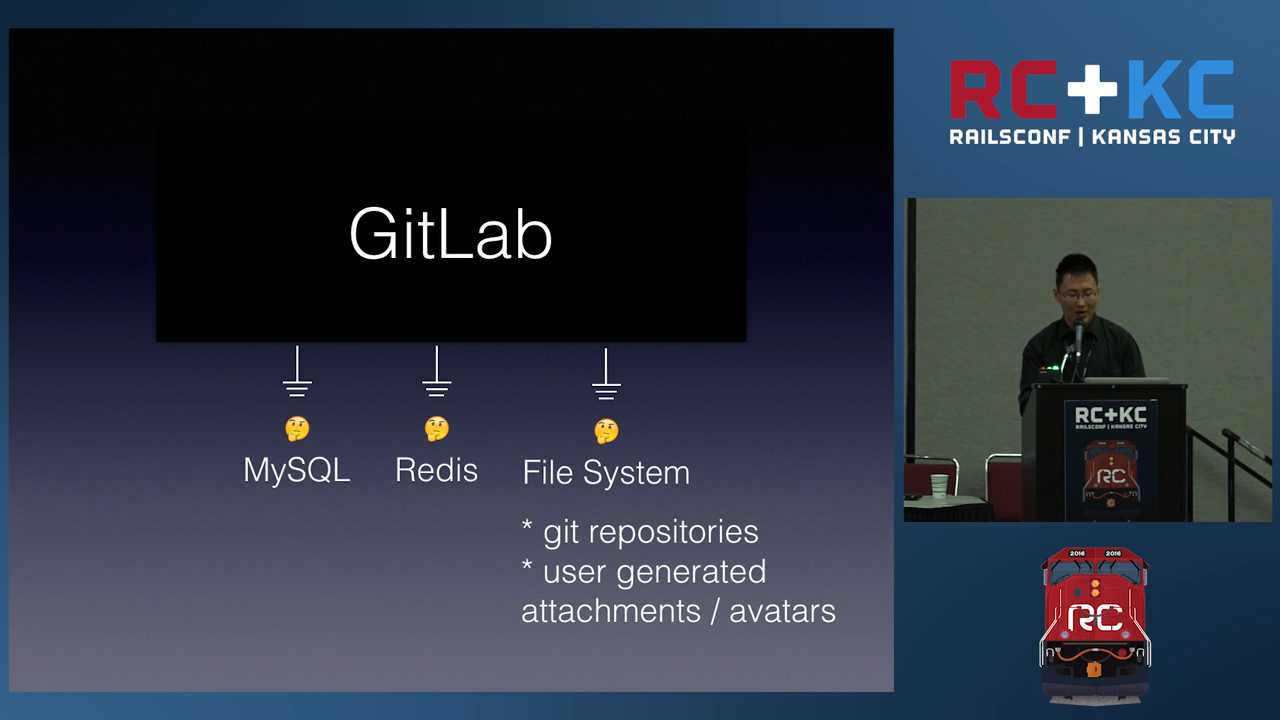 GitLab
MySQL
Redis
File System
* git repositories
* user generated
attachments / avatars
RC+KC
RAILSCONF | KANSAS CITY
RC+KC
RAILSCONF | KANSAS CITY
RC
2016 2016
RC